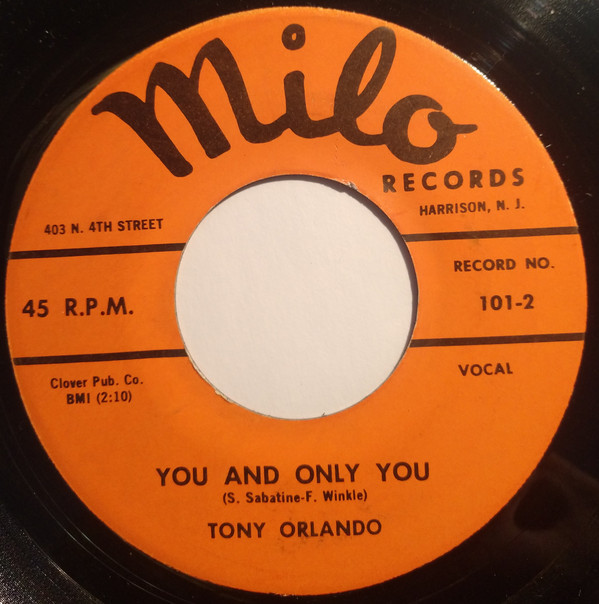 Milo
RECORDS
HARRISON, N. J.
403 N. 4TH STREET
RECORD NO.
45 R.P.M.
101-2
VOCAL
Clover Pub. Co.
BMI (2:10)
YOU AND ONLY YOU
(S. Sabatine-F. Winkle)
TONY ORLANDO